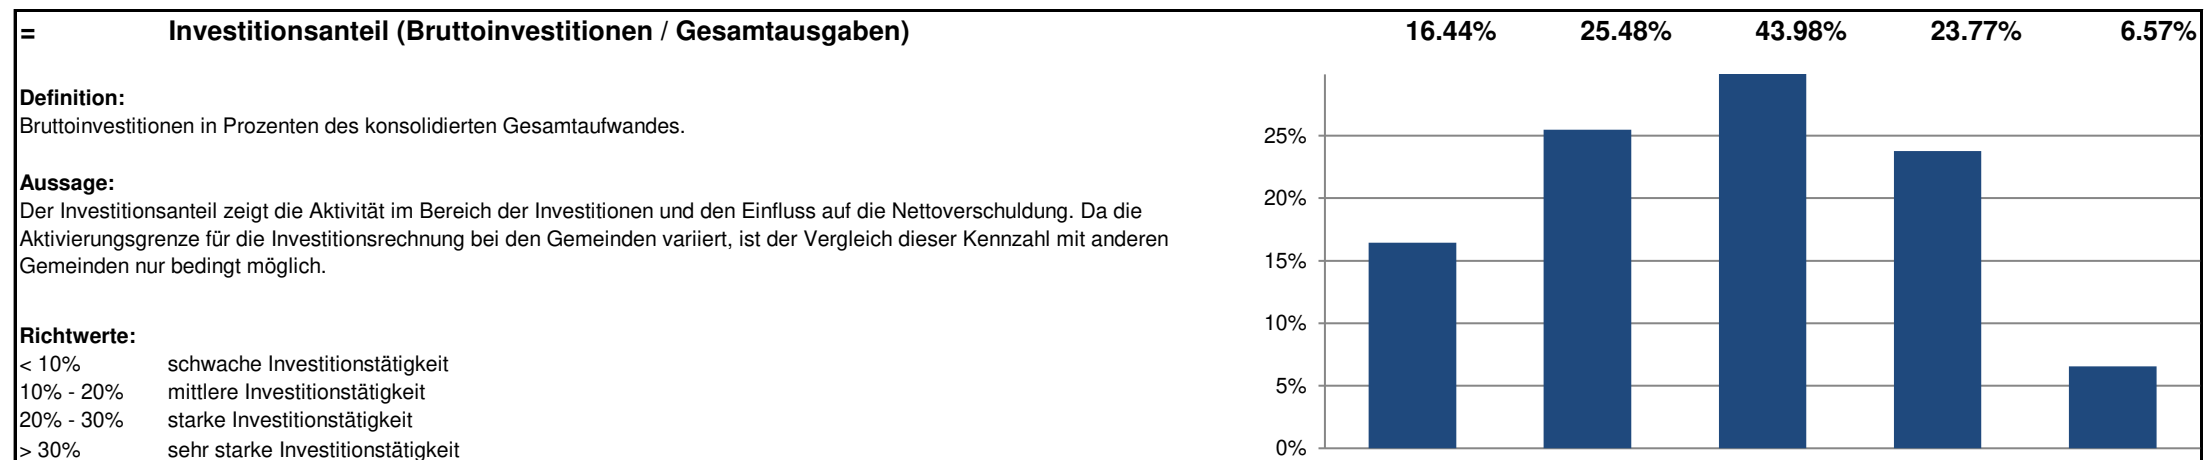 = Investitionsanteil (Bruttoinvestitionen / Gesamtausgaben) 16.44% 25.48% 43.98% 23.77% 6.57%
Definition:
Bruttoinvestitionen in Prozenten des konsolidierten Gesamtaufwandes.
Aussage:
Der Investitionsanteil zeigt die Aktivität im Bereich der Investitionen und den Einfluss auf die Nettoverschuldung. Da die
Aktivierungsgrenze für die Investitionsrechnung bei den Gemeinden variiert, ist der Vergleich dieser Kennzahl mit anderen
Gemeinden nur bedingt möglich.
Richtwerte:
< 10% schwache Investitionstätigkeit
10% - 20% mittlere Investitionstätigkeit
20% - 30% starke Investitionstätigkeit
> 30% sehr starke Investitionstätigkeit
25%
20%
15%
10%
5%
0%